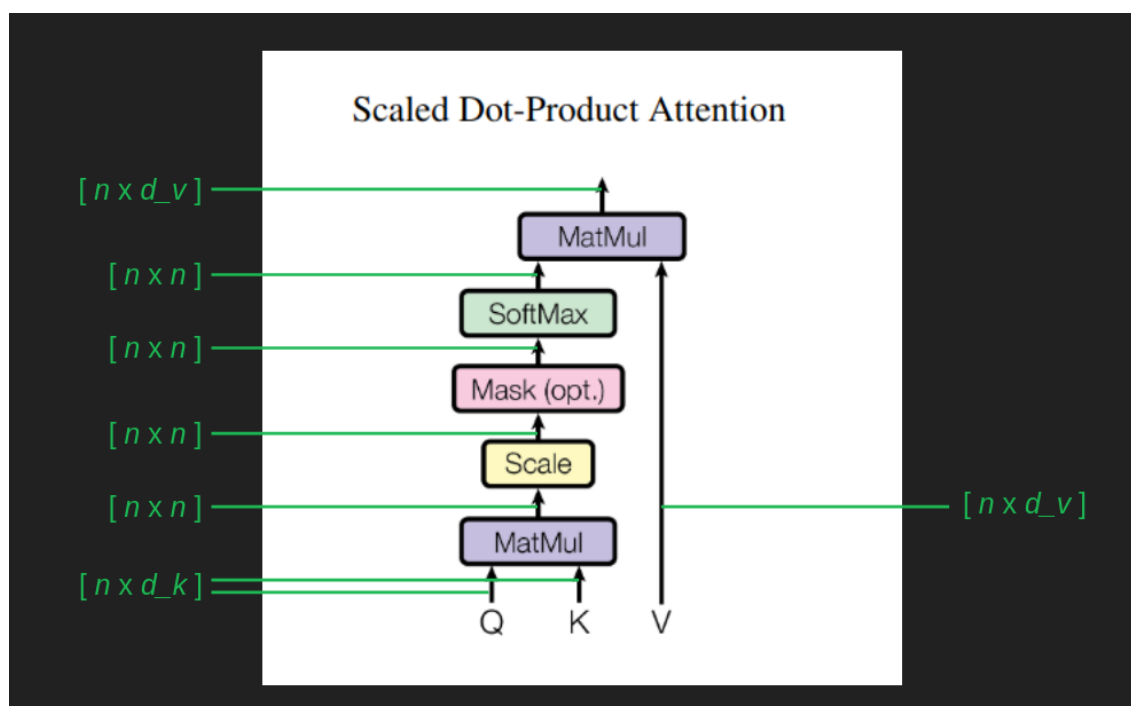 Scaled Dot-Product Attention
[ n x d_v ]
MatMul
[ n x n ]
SoftMax
[ n x n ]
Mask (opt.)
[ n x n ]
Scale
[ n x n ]
[ n x d_v ]
MatMul
[ n x d_k ]
Q K V